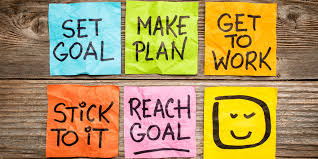 SET
GOAL
MAKE
PLAN
GET
TO
WORK
STICK
TO IT
REACH
GOAL